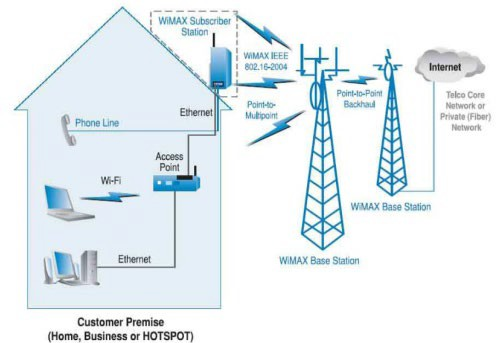 WiMAX Subscriber
Station
WiMAX IEEE
802.16-2004
Internet
Point-to-Point
Backhaul
Telco Core
Network or
Private (Fiber)
Network
Ethernet
Point-to-
Multipoint
Phone Line
Access
Point
Wi-Fi
WiMAX Base Station
WiMAX Base Station
Ethernet
Customer Premise
(Home, Business or HOTSPOT)